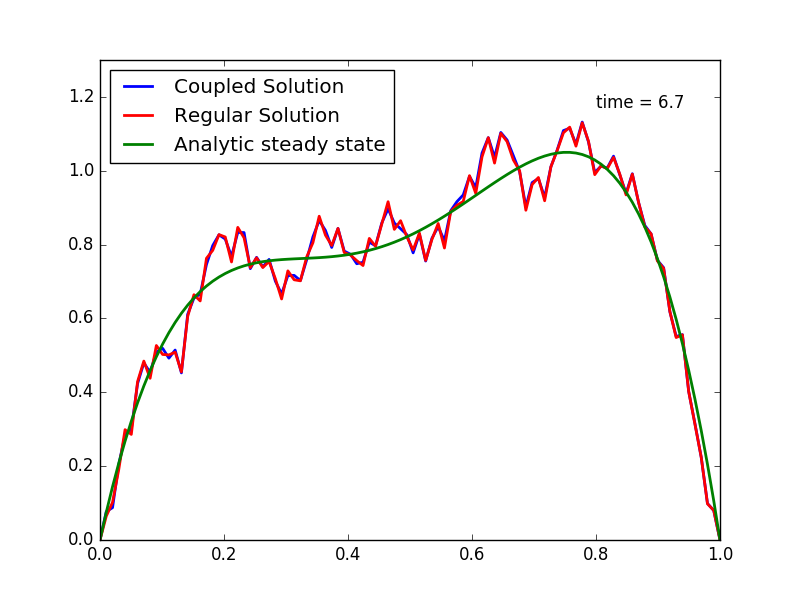 1.2
1.0
0.8
0.6
0.4
0.2
0.0
Coupled Solution
Regular Solution
Analytic steady state
time = 6.7
0.0 0.2 0.4 0.6 0.8 1.0